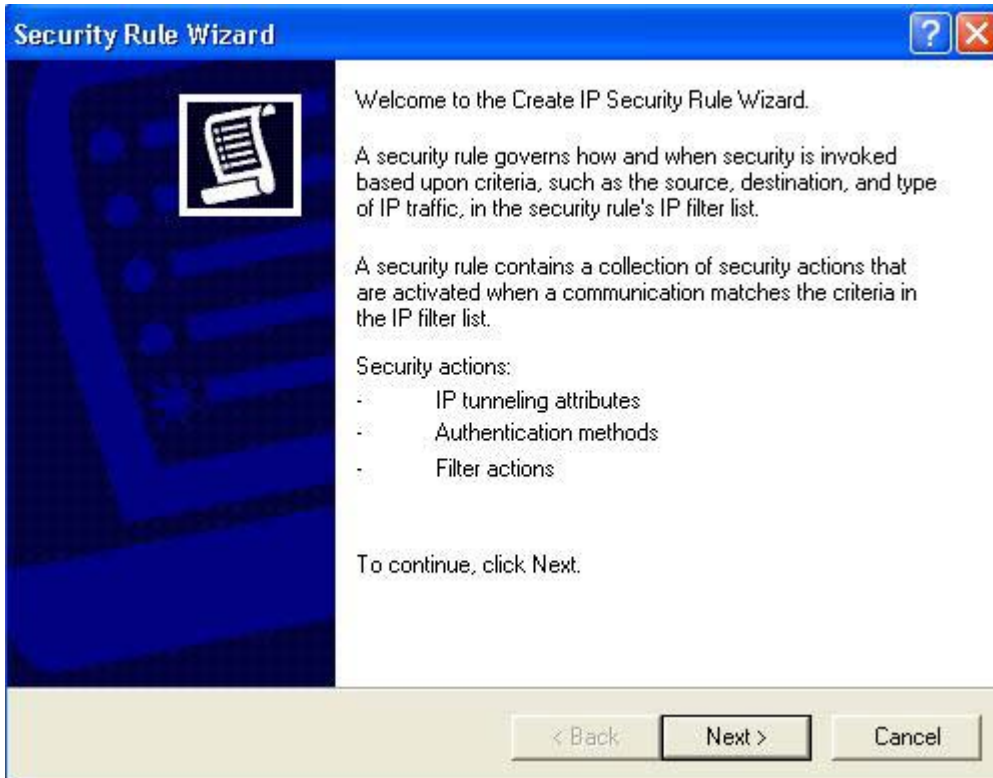 Security Rule Wizard
?
Welcome to the Create IP Security Rule Wizard.
A security rule governs how and when security is invoked
based upon criteria, such as the source, destination, and type
of IP traffic, in the security rule's IP filter list.
A security rule contains a collection of security actions that
are activated when a communication matches the criteria in
the IP filter list.
Security actions:
- IP tunneling attributes
- Authentication methods
- Filter actions
To continue, click Next.
< Back Next > Cancel